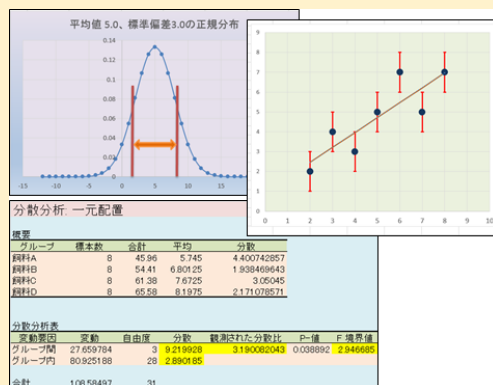 平均値 5.0、標準偏差3.0の正規分布
0.14
0.12
0.1
0.08
0.06
0.04
0.02
0
-15 -10 -5 0 5 10 15
9
8
7
6
5
4
3
2
1
0
0 1 2 3 4 5 6 7 8 9 10
分散分析: 一元配置
概要
グループ 標本数 合計 平均 分散
飼料A 8 45.96 5.745 4.400742857
飼料B 8 54.41 6.80125 1.938469643
飼料C 8 61.38 7.6725 3.05045
飼料D 8 65.58 8.1975 2.171078571
分散分析表
変動要因 変動 自由度 分散 観測された分散比 P-値 F 境界値
グループ間 27.659784 3 9.219928 3.190082043 0.038892 2.946685
グループ内 80.925188 28 2.890185
合計 108.58497 31